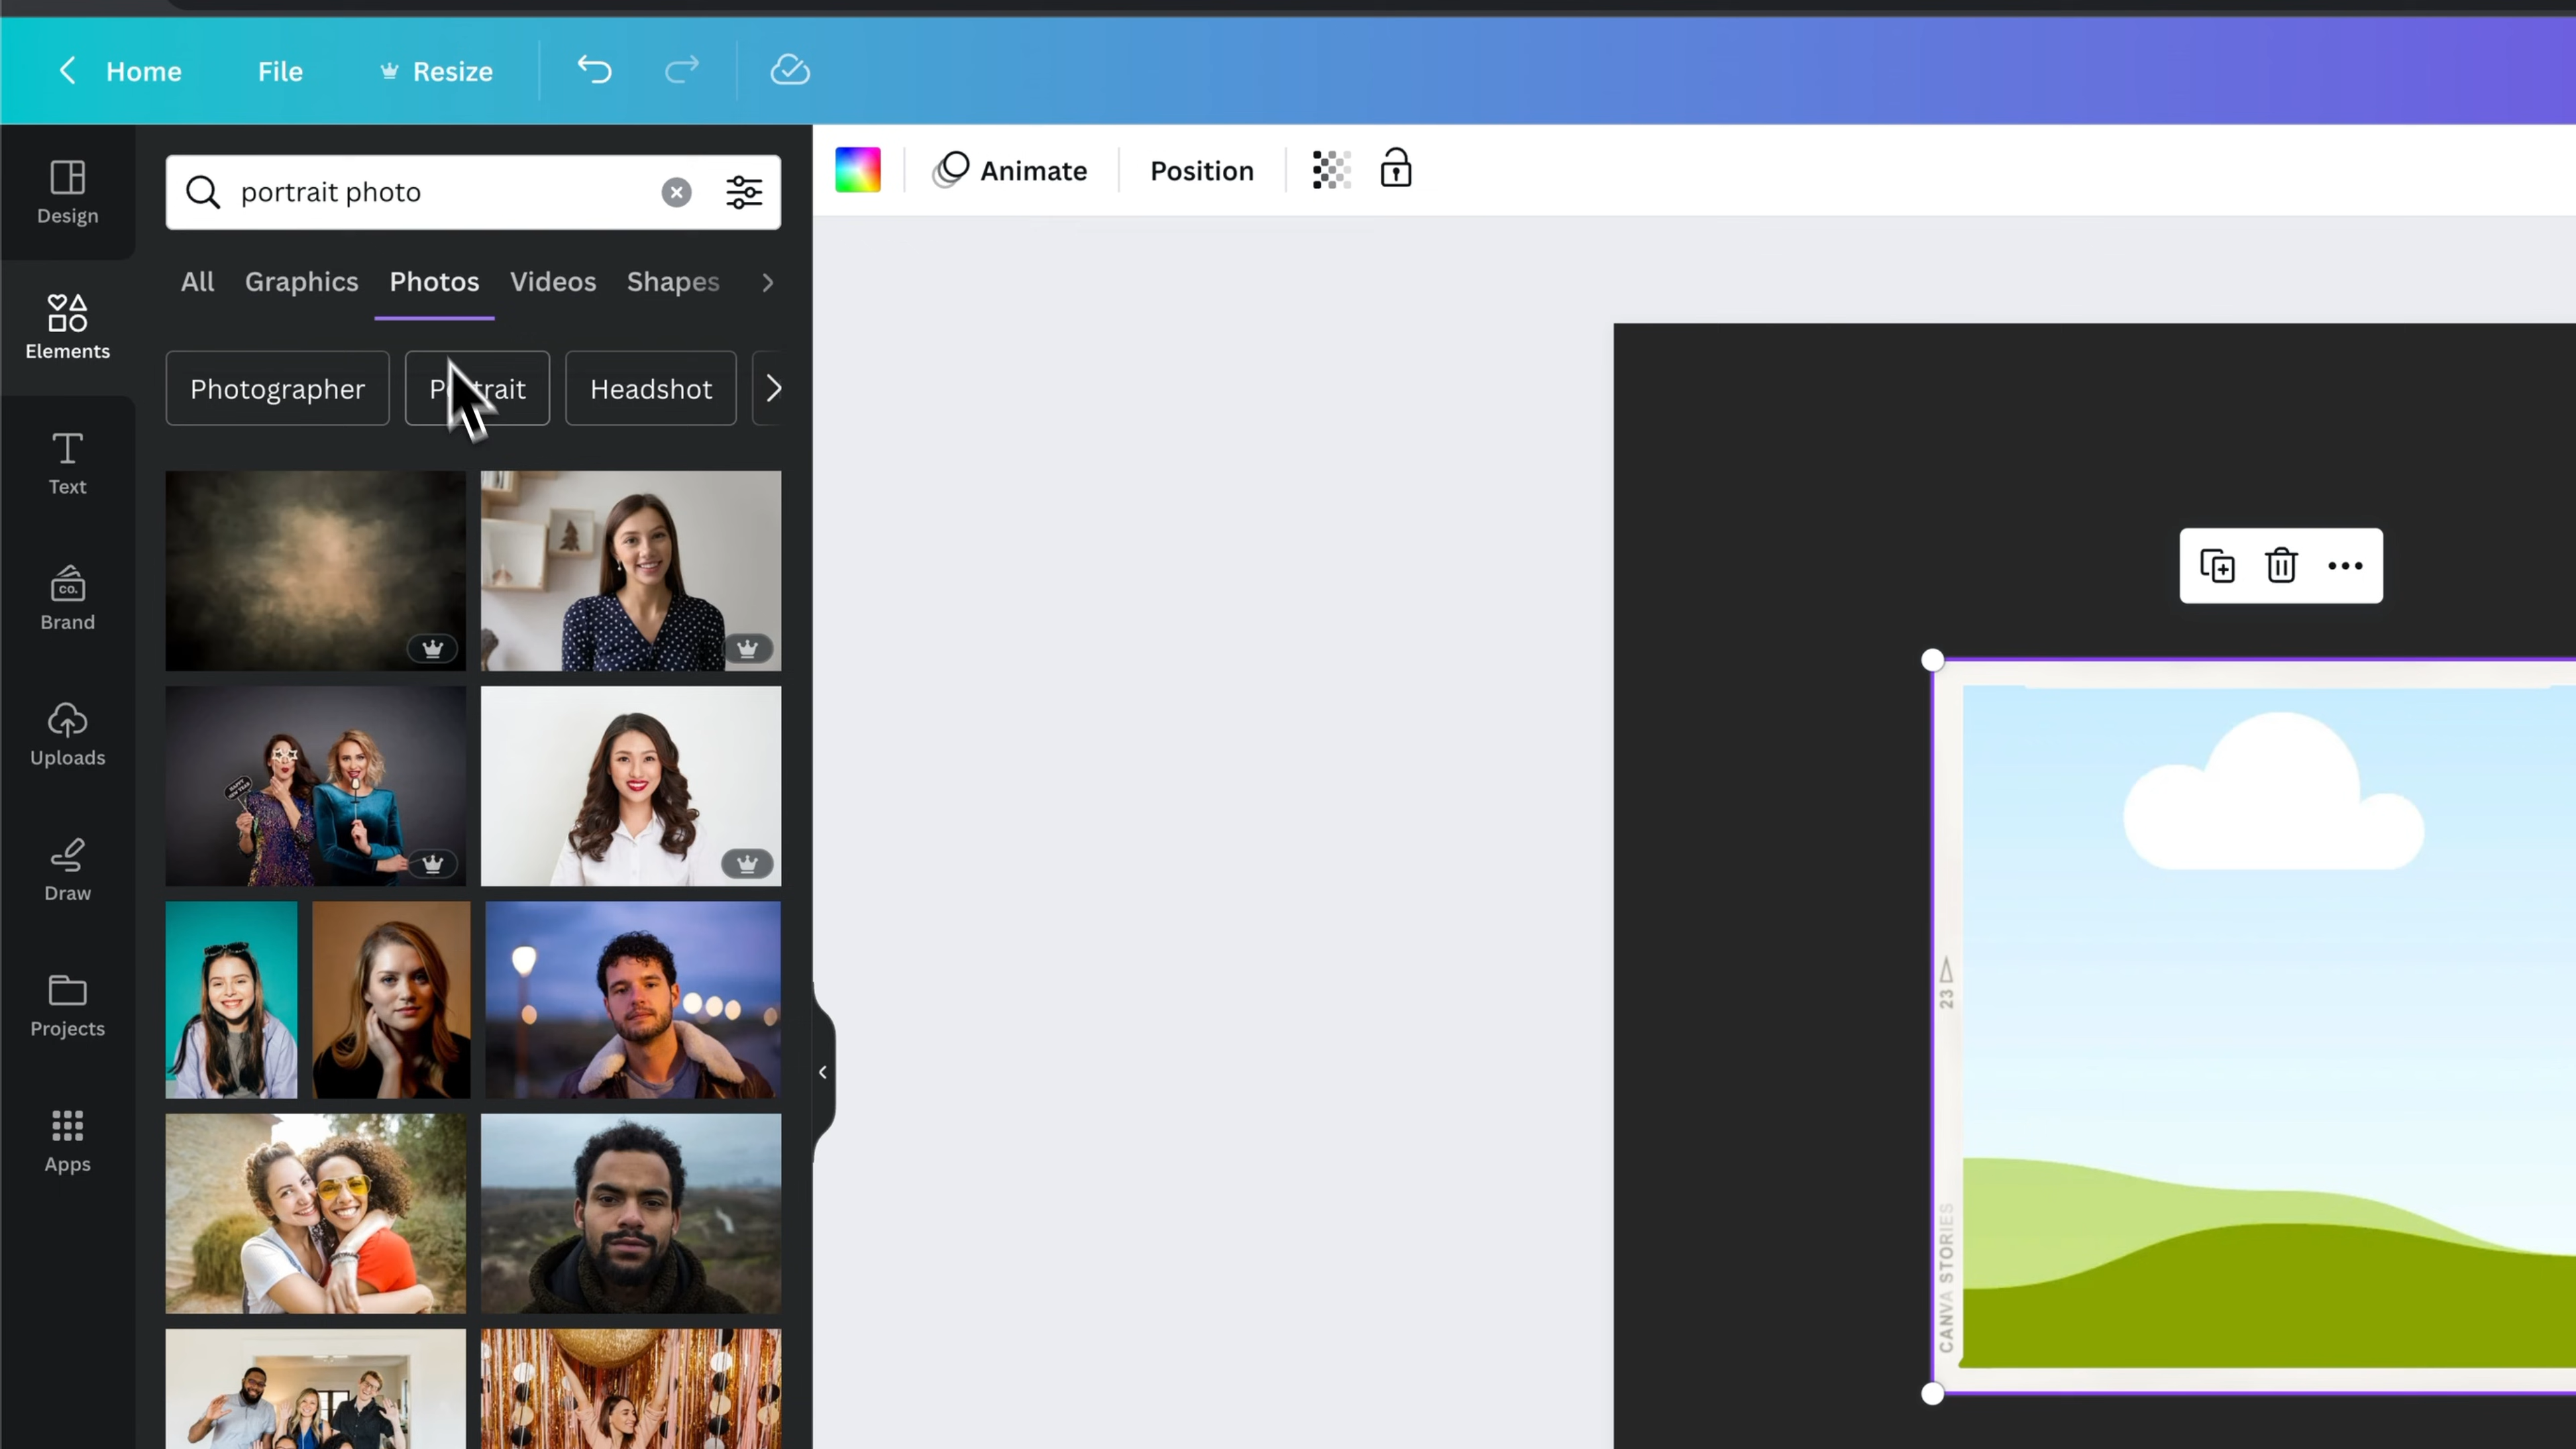 Home File Resize
Design
Elements
Text
Brand
CO.
Uploads
Draw
Projects
Apps
portrait photo
All Graphics Photos Videos Shapes
Photographer Portrait Headshot
Animate Position
23
CANVA STORIES